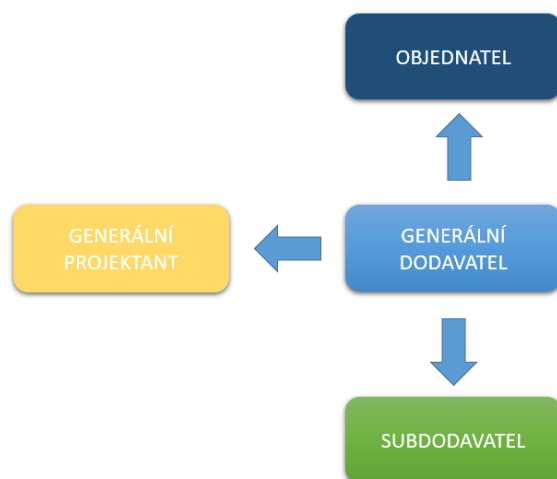 OBJEDNATEL
GENERÁLNÍ
PROJEKTANT
GENERÁLNÍ
DODAVATEL
SUBDODAVATEL